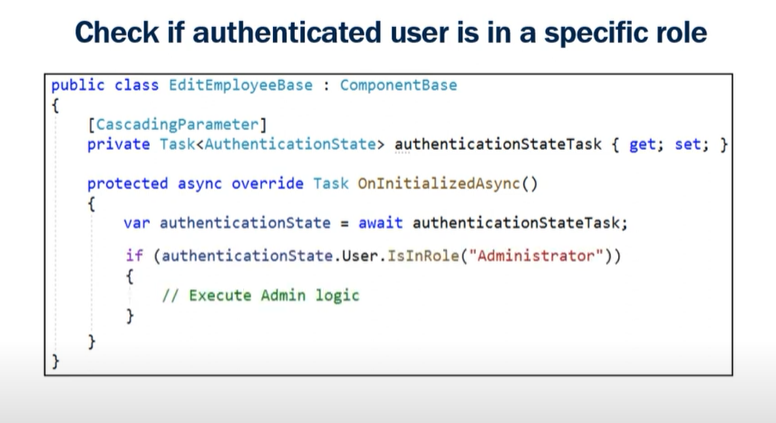 Check if authenticated user is in a specific role
public class EditEmployeeBase : ComponentBase
{
[CascadingParameter]
private Task<AuthenticationState> authenticationStateTask { get; set; }
protected async override Task OnInitializedAsync()
{
var authenticationState = await authenticationStateTask;
if (authenticationState.User.IsInRole("Administrator"))
{
// Execute Admin logic
}
}
}